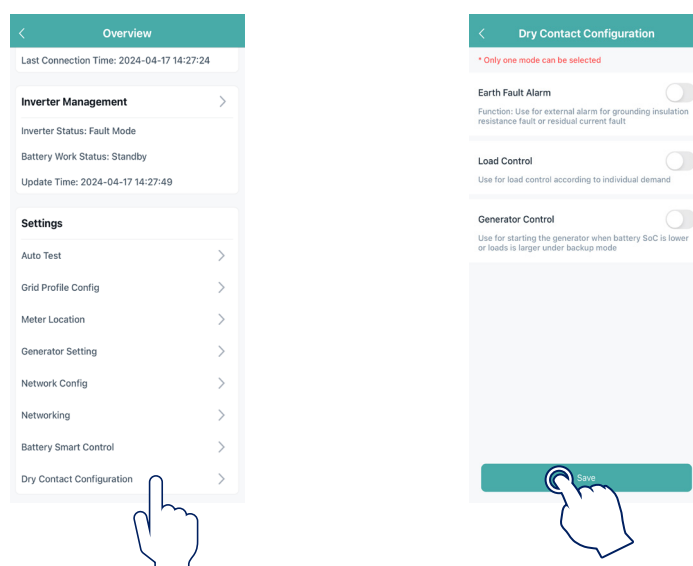 Overview
Last Connection Time: 2024-04-17 14:27:24
Inverter Management
Inverter Status: Fault Mode
Battery Work Status: Standby
Update Time: 2024-04-17 14:27:49
Settings
Auto Test
Grid Profile Config
Meter Location
Generator Setting
Network Config
Networking
Battery Smart Control
Dry Contact Configuration
Dry Contact Configuration
* Only one mode can be selected
Earth Fault Alarm
Function: Use for external alarm for grounding insulation
resistance fault or residual current fault
Load Control
Use for load control according to individual demand
Generator Control
Use for starting the generator when battery SoC is lower
or loads is larger under backup mode
Save